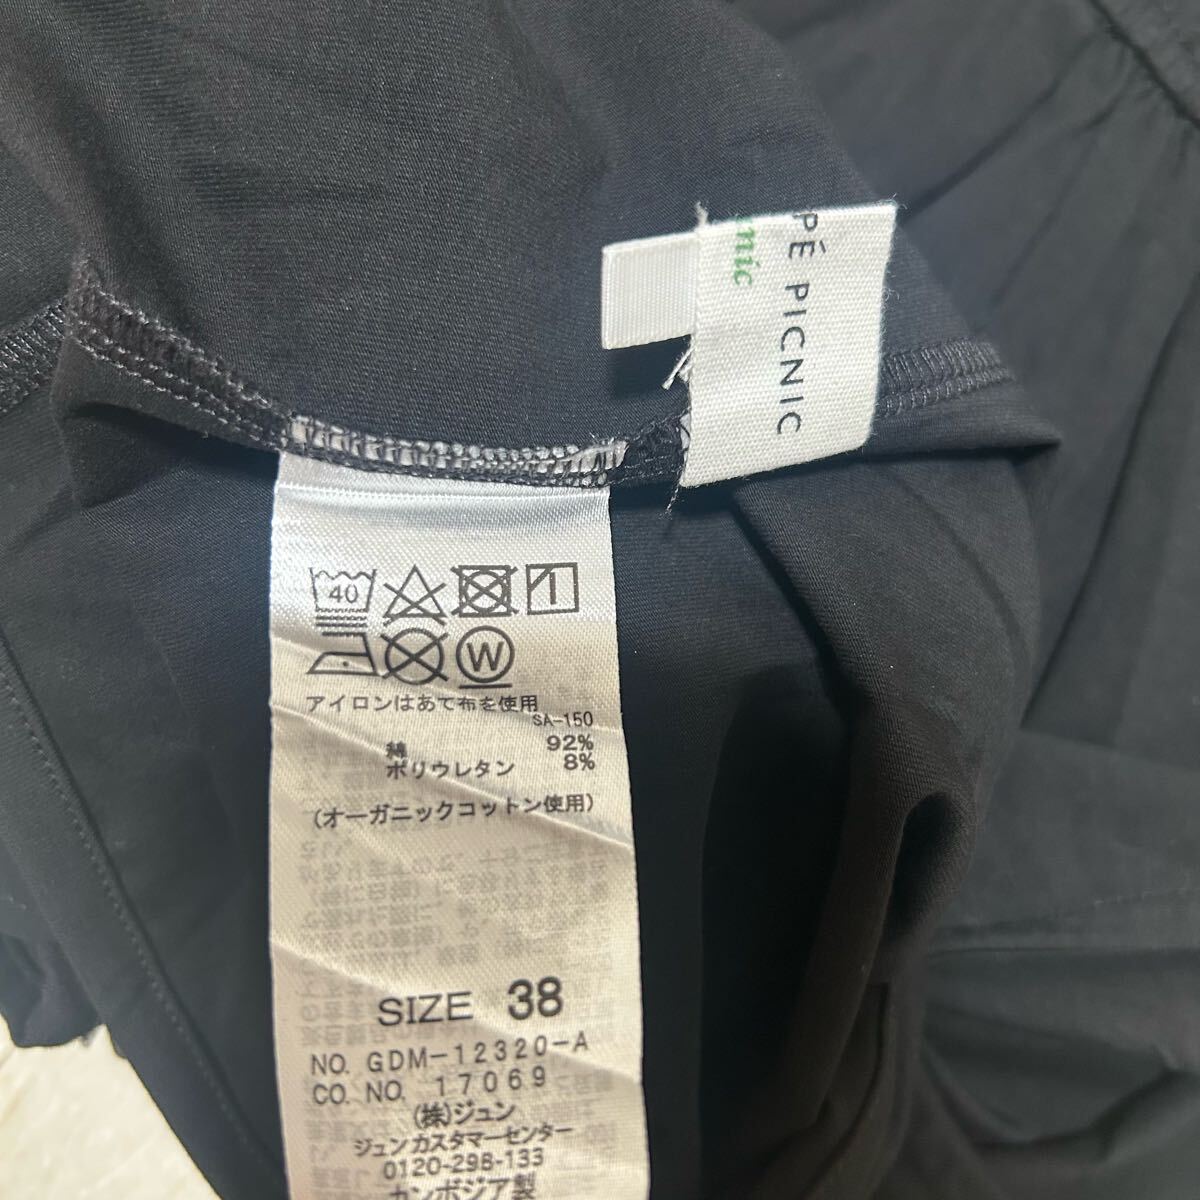 PÉ PICNIC
nic
40
W
アイロンはあて布を使用
SA-150
綿 92%
ポリウレタン 8%
(オーガニックコットン使用)
SIZE 38
NO. GDM-12320-A
CO. NO. 17069
(株)ジュン
ジュンカスタマーセンター
0120-298-133
カンボジア製